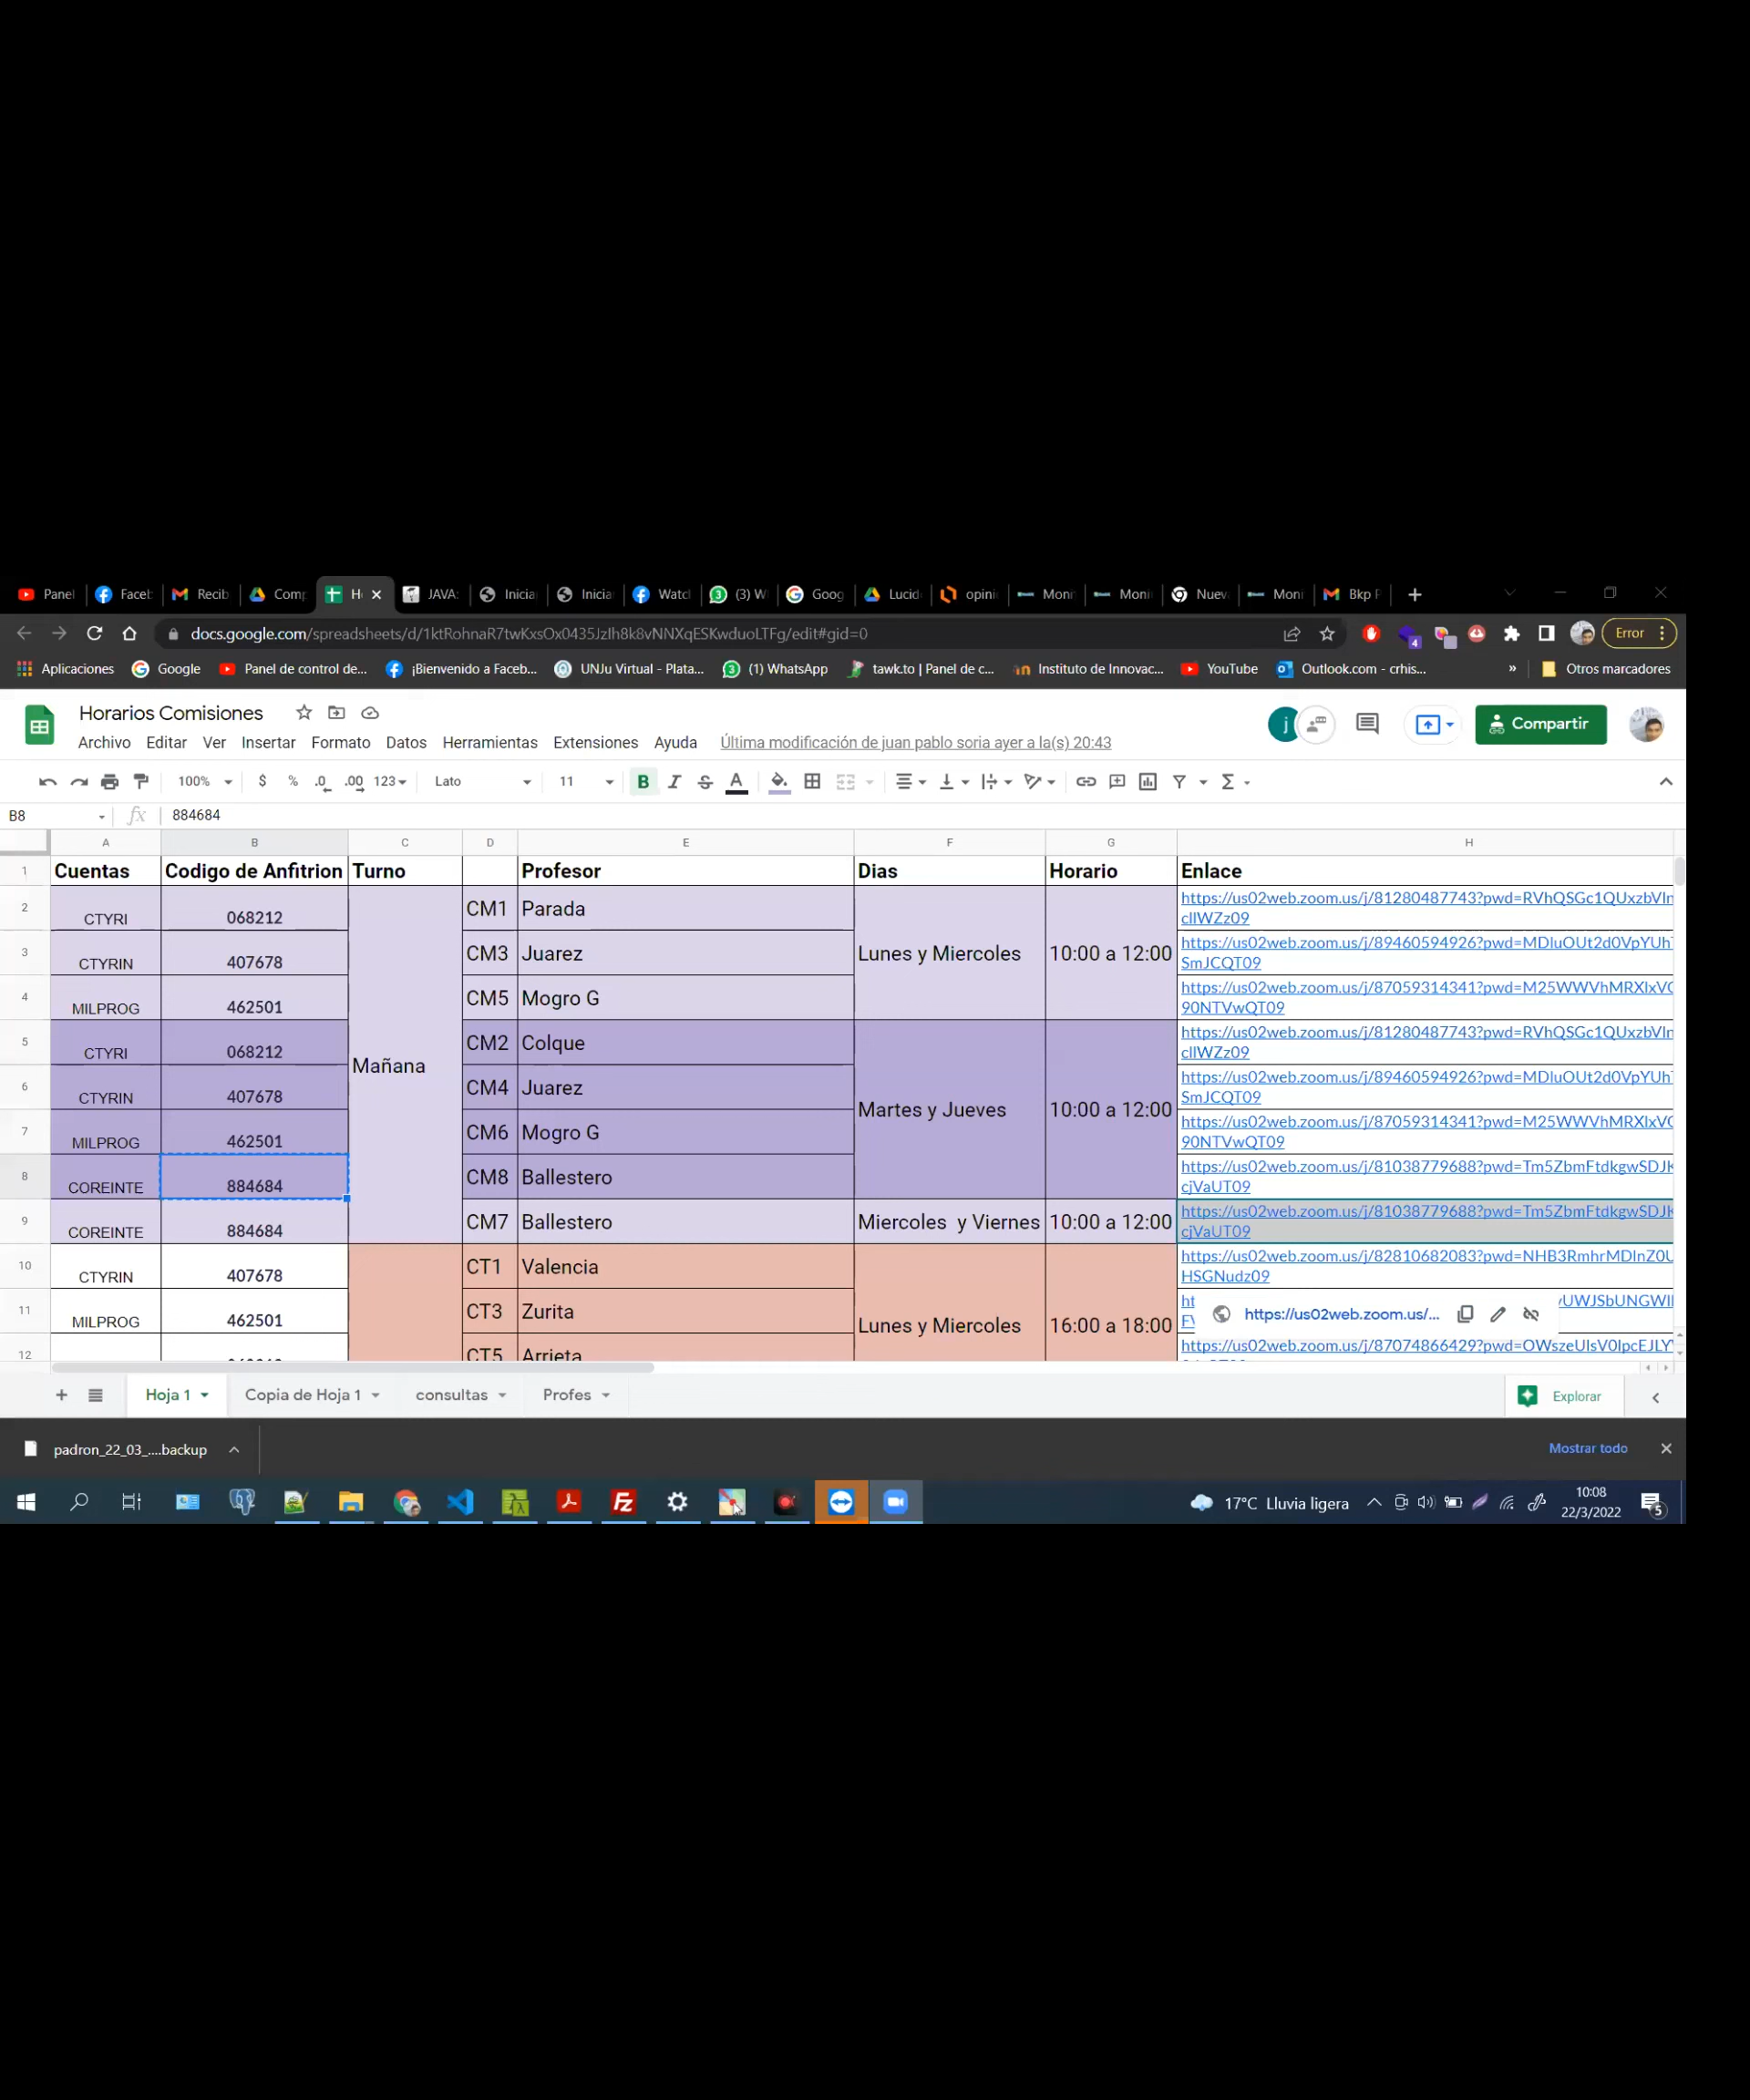 Panel Faceb Recib Comp JAVA: Inicia Inicia Watch (3) W Goog Lucid opini Moni Moni Nuev Moni Bkp
docs.google.com/spreadsheets/d/1ktRohnaR7twKxsOx0435JzIh8k8vNNXqESKwduoLTFg/edit#gid=0 4 Error
Aplicaciones Google Panel de control de... ¡Bienvenido a Faceb... UNJu Virtual - Plata... (1) WhatsApp tawk.to | Panel de c... Instituto de Innovac... YouTube Outlook.com - crhis... » Otros marcadores
Horarios Comisiones j Compartir
Archivo Editar Ver Insertar Formato Datos Herramientas Extensiones Ayuda Última modificación de juan pablo soria ayer a la(s) 20:43
100% $ % .0 .00 123 Lato 11 B I S A Σ
B8 fx 884684
A B C D E F G H
1 Cuentas Codigo de Anfitrion Turno Profesor Dias Horario Enlace
2 CTYRI 068212 CM1 Parada https://us02web.zoom.us/j/81280487743?pwd=RVhQSGc1QUxzbVIn
clIWZz09
3 CTYRIN 407678 CM3 Juarez Lunes y Miercoles 10:00 a 12:00 https://us02web.zoom.us/j/89460594926?pwd=MDluOUt2d0VpYUh
SmJCQT09
4 MILPROG 462501 CM5 Mogro G https://us02web.zoom.us/j/87059314341?pwd=M25WWVhMRXIxV
90NTVwQT09
5 CTYRI 068212 CM2 Colque https://us02web.zoom.us/j/81280487743?pwd=RVhQSGc1QUxzbVIn
clIWZz09
Mañana
6 CTYRIN 407678 CM4 Juarez https://us02web.zoom.us/j/89460594926?pwd=MDluOUt2d0VpYUh
SmJCQT09
Martes y Jueves 10:00 a 12:00
7 MILPROG 462501 CM6 Mogro G https://us02web.zoom.us/j/87059314341?pwd=M25WWVhMRXIxV
90NTVwQT09
8 COREINTE 884684 CM8 Ballestero https://us02web.zoom.us/j/81038779688?pwd=Tm5ZbmFtdkgwSDJK
cjVaUT09
9 COREINTE 884684 CM7 Ballestero Miercoles y Viernes 10:00 a 12:00 https://us02web.zoom.us/j/81038779688?pwd=Tm5ZbmFtdkgwSDJK
cjVaUT09
10 CTYRIN 407678 CT1 Valencia https://us02web.zoom.us/j/82810682083?pwd=NHB3RmhrMDlnZ0U
HSGNudz09
11 MILPROG 462501 CT3 Zurita Lunes y Miercoles 16:00 a 18:00 ht https://us02web.zoom.us/... UWJSbUNGWII
12 CT5 Arrieta https://us02web.zoom.us/j/87074866429?pwd=OWszeUlsV0lpcEJLY
+ Hoja 1 Copia de Hoja 1 consultas Profes Explorar
padron_22_03_....backup Mostrar todo
17°C Lluvia ligera 10:08
22/3/2022 5